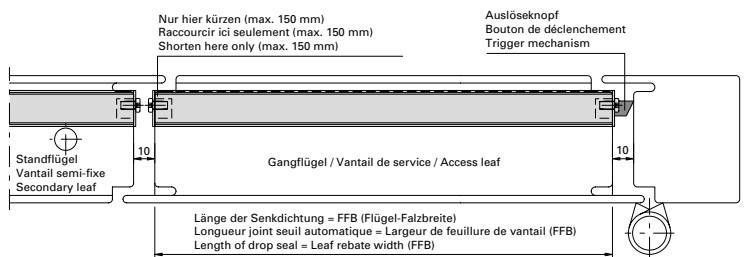 Nur hier kürzen (max. 150 mm)
Raccourcir ici seulement (max. 150 mm)
Shorten here only (max. 150 mm)
Auslöseknopf
Bouton de déclenchement
Trigger mechanism
Standflügel
Vantail semi-fixe
Secondary leaf
10
Gangflügel / Vantail de service / Access leaf
10
Länge der Senkdichtung = FFB (Flügel-Falzbreite)
Longueur joint seuil automatique = Largeur de feuillure de vantail (FFB)
Length of drop seal = Leaf rebate width (FFB)